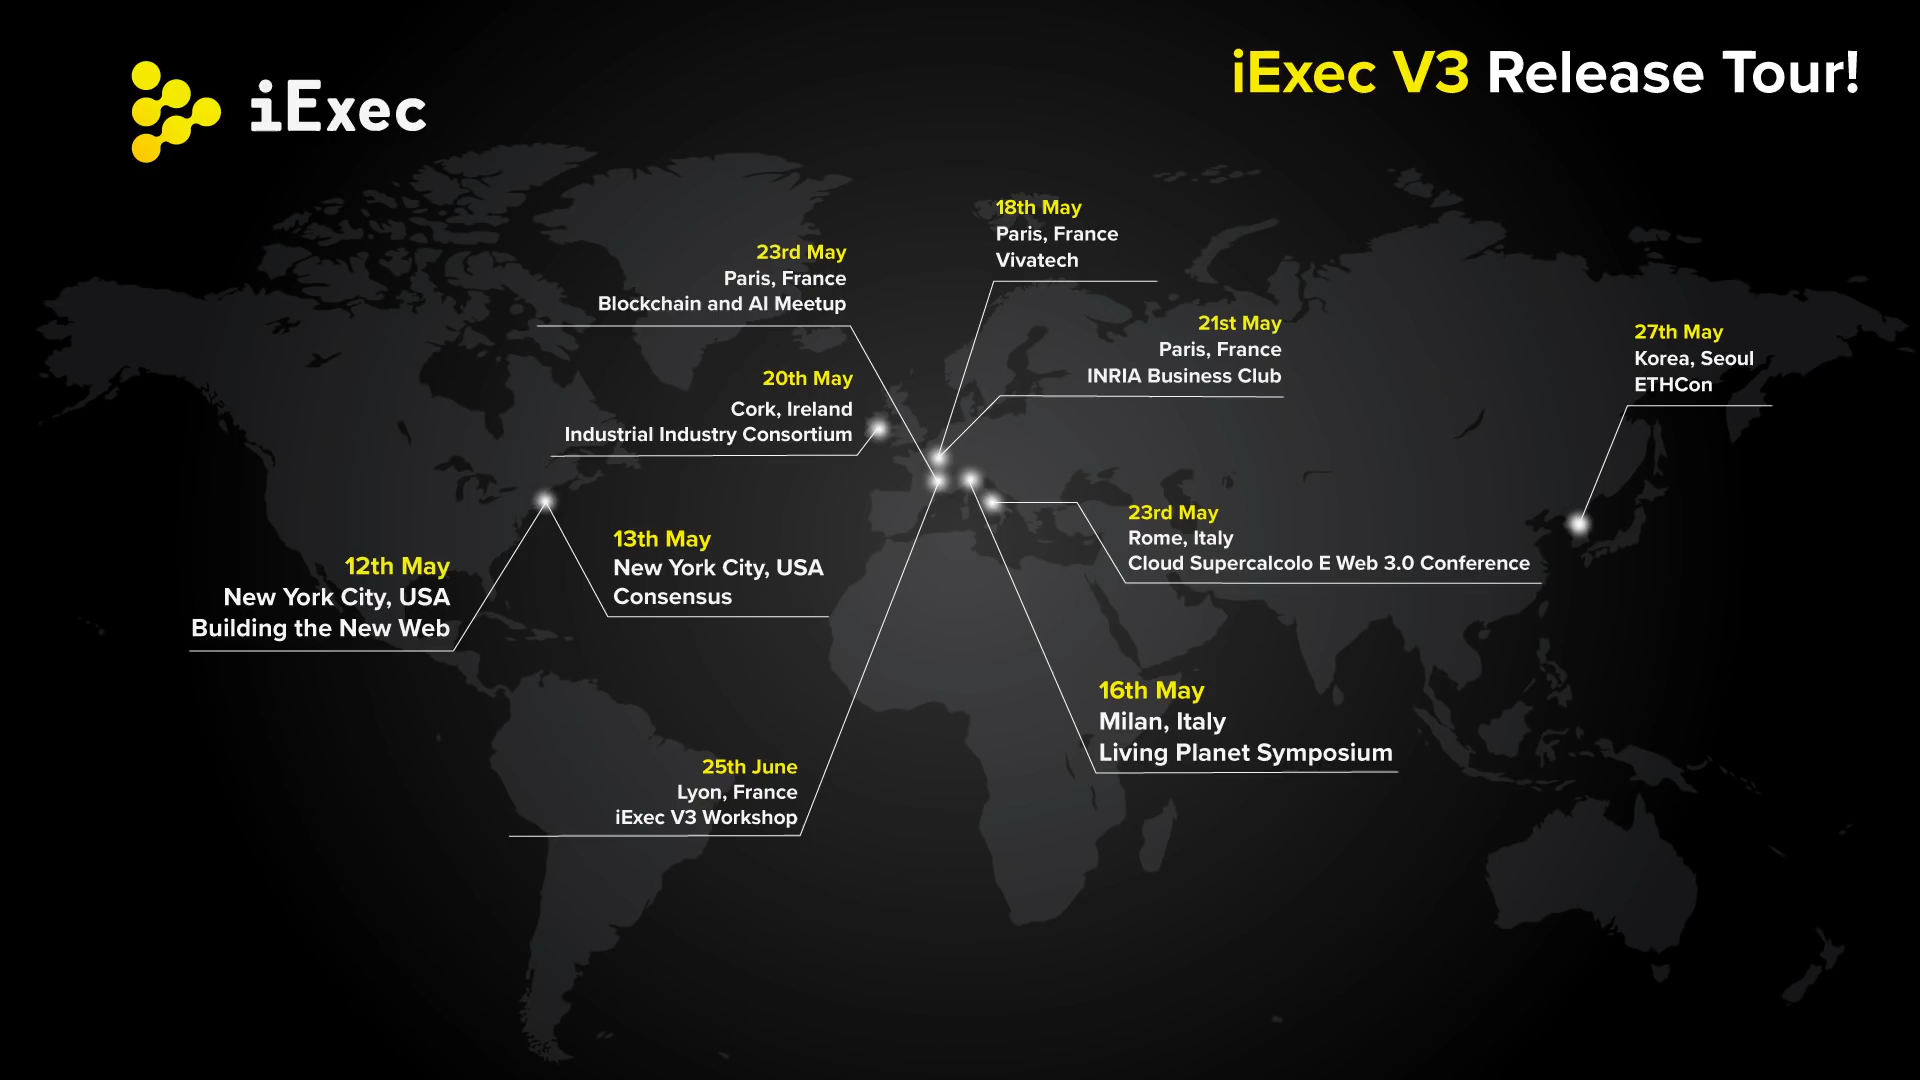 iExec
iExec V3 Release Tour!
18th May
Paris, France
Vivatech
23rd May
Paris, France
Blockchain and AI Meetup
21st May
Paris, France
INRIA Business Club
27th May
Korea, Seoul
ETHCon
20th May
Cork, Ireland
Industrial Industry Consortium
23rd May
Rome, Italy
Cloud Supercalcolo E Web 3.0 Conference
13th May
New York City, USA
Consensus
12th May
New York City, USA
Building the New Web
16th May
Milan, Italy
Living Planet Symposium
25th June
Lyon, France
iExec V3 Workshop